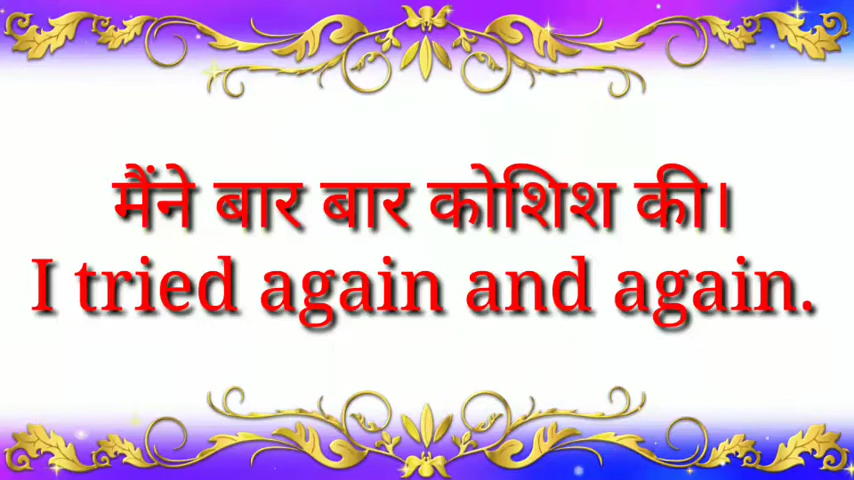 मैंने बार बार कोशिश की।
I tried again and again.